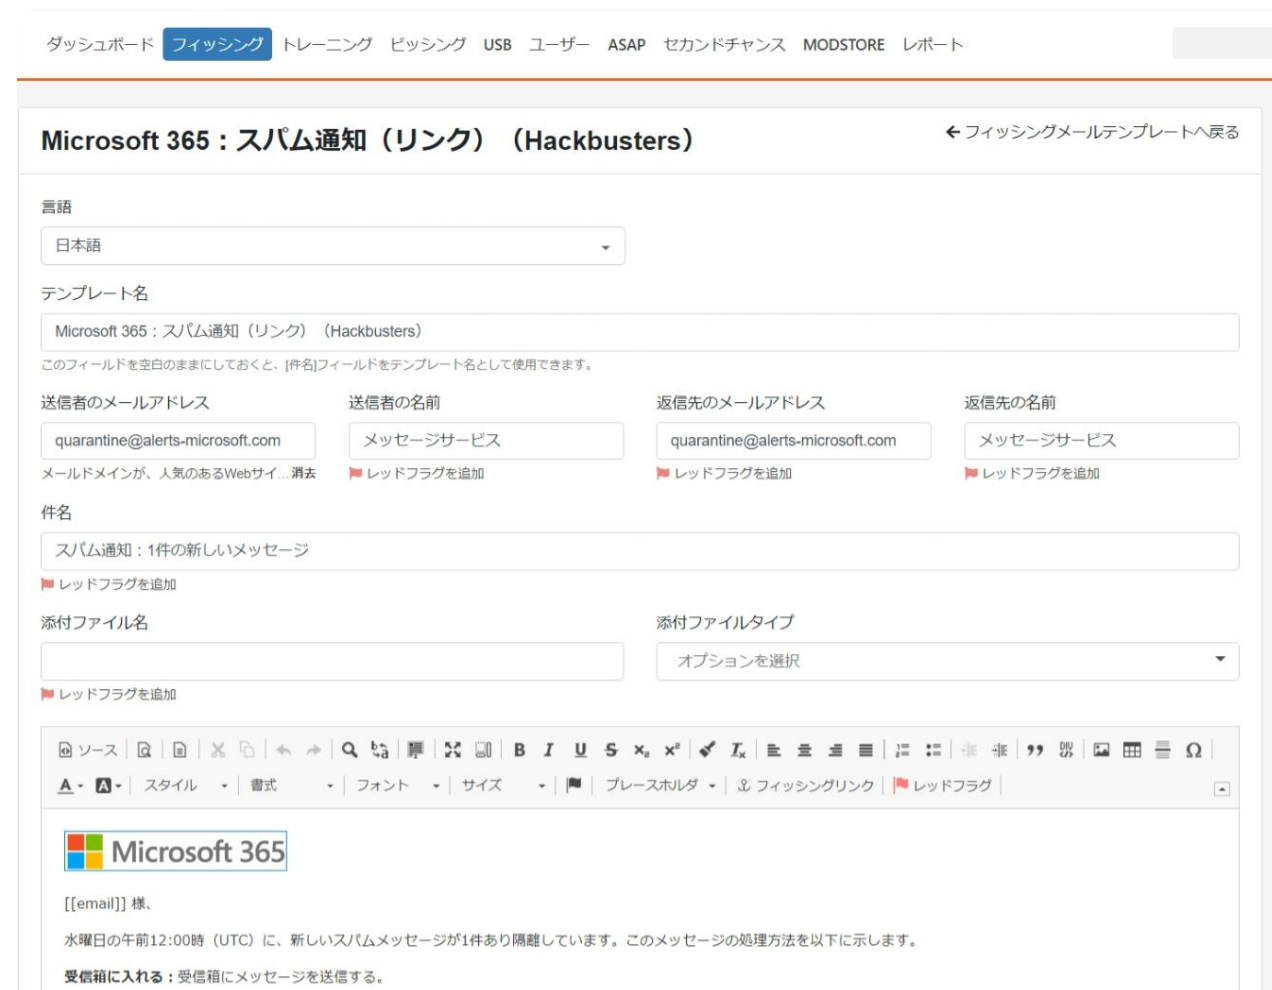 ダッシュボード フィッシング トレーニング ビッシング USB ユーザー ASAP セカンドチャンス MODSTORE レポート
Microsoft 365：スパム通知（リンク）（Hackbusters）
フィッシングメールテンプレートへ戻る
言語
日本語
テンプレート名
Microsoft 365：スパム通知（リンク）（Hackbusters）
このフィールドを空白のままにしておくと、[件名]フィールドをテンプレート名として使用できます。
送信者のメールアドレス 送信者の名前 返信先のメールアドレス 返信先の名前
quarantine@alerts-microsoft.com メッセージサービス quarantine@alerts-microsoft.com メッセージサービス
メールドメインが、人気のあるWebサイ... 消去 レッドフラグを追加 レッドフラグを追加 レッドフラグを追加
件名
スパム通知：1件の新しいメッセージ
レッドフラグを追加
添付ファイル名 添付ファイルタイプ
オプションを選択
レッドフラグを追加
ソース
スタイル 書式 フォント サイズ プレースホルダ フィッシングリンク レッドフラグ
Microsoft 365
[[email]] 様、
水曜日の午前12:00時（UTC）に、新しいスパムメッセージが1件あり隔離しています。このメッセージの処理方法を以下に示します。
受信箱に入れる：受信箱にメッセージを送信する。